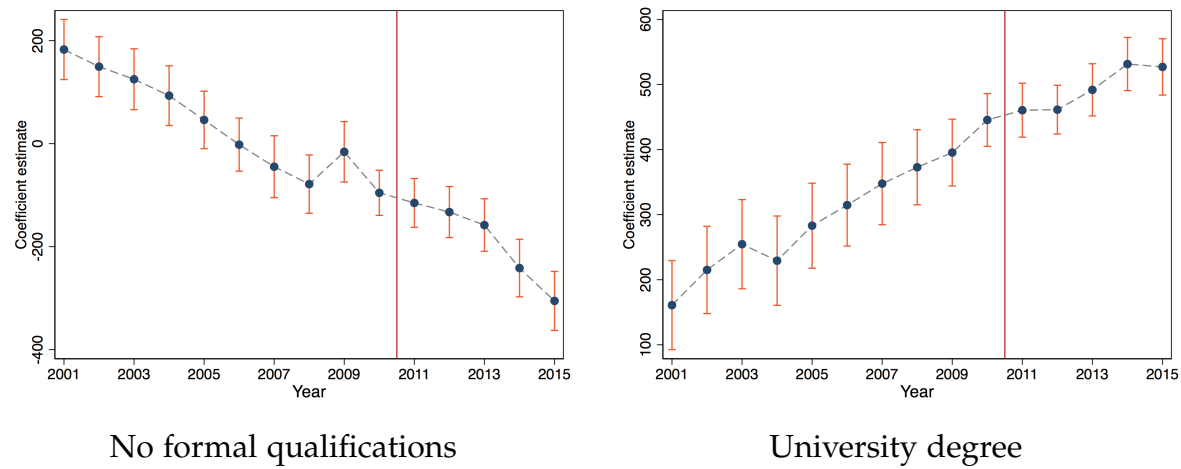 Coefficient estimate
200
0
-200
-400
2001 2003 2005 2007 2009 2011 2013 2015
Year
No formal qualifications
Coefficient estimate
600
500
400
300
200
100
2001 2003 2005 2007 2009 2011 2013 2015
Year
University degree